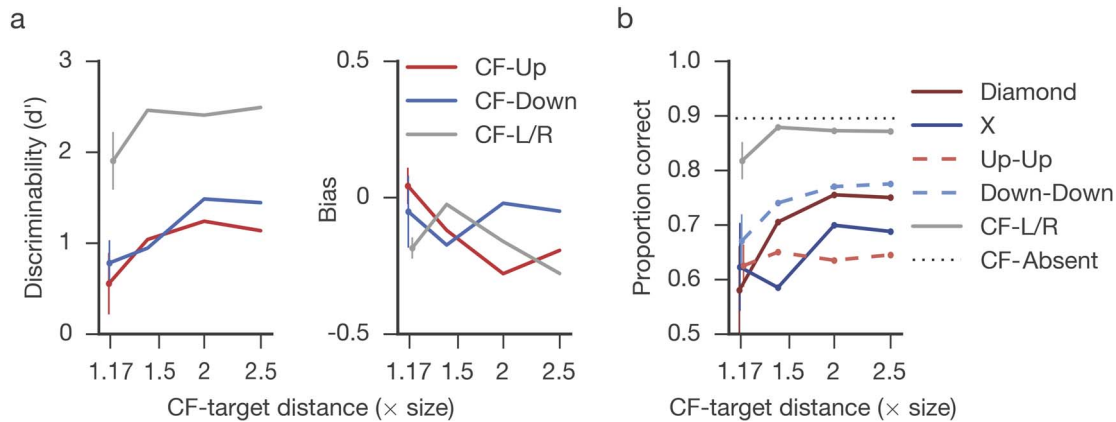 a
b
3
2
1
0
Discriminability (d')
1.17 1.5 2 2.5
0.5
0
-0.5
Bias
CF-Up
CF-Down
CF-L/R
1.17 1.5 2 2.5
CF-target distance (× size)
1.0
0.9
0.8
0.7
0.6
0.5
Proportion correct
1.17 1.5 2 2.5
CF-target distance (× size)
Diamond
X
Up-Up
Down-Down
CF-L/R
CF-Absent